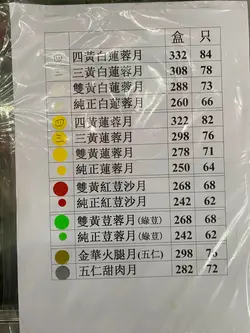 盒 只
四 四黃白蓮蓉月 332 84
三 三黃白蓮蓉月 308 78
二 雙黃白蓮蓉月 288 73
純正白蓮蓉月 260 66
四 四黃蓮蓉月 322 82
三 三黃蓮蓉月 298 76
雙黃蓮蓉月 278 71
純正蓮蓉月 250 64
雙黃紅荳沙月 268 68
純正紅荳沙月 242 62
雙黃荳蓉月(綠荳) 268 68
純正荳蓉月(綠荳) 242 62
金華火腿月(五仁) 298 76
五仁甜肉月 282 72